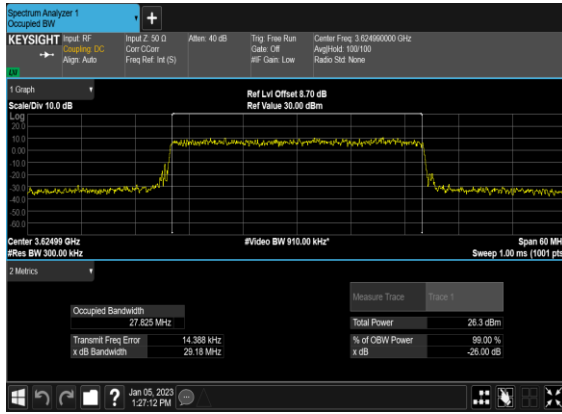 Spectrum Analyzer 1
Occupied BW
+
KEYSIGHT
Input: RF
Coupling: DC
Align: Auto
Input Z: 50 Ω
Corr CCorr
Freq Ref: Int (S)
Atten: 40 dB
Trig: Free Run
Gate: Off
#IF Gain: Low
Center Freq: 3.624990000 GHz
Avg|Hold: 100/100
Radio Std: None
1 Graph
Scale/Div 10.0 dB
Ref Lvl Offset 8.70 dB
Ref Value 30.00 dBm
Log
20.0
10.0
0.00
-10.0
-20.0
-30.0
-40.0
-50.0
-60.0
Center 3.62499 GHz
#Res BW 300.00 kHz
#Video BW 910.00 kHz*
Span 60 MH
Sweep 1.00 ms (1001 pts
2 Metrics
Measure Trace
Trace 1
Occupied Bandwidth
27.825 MHz
Total Power
26.3 dBm
Transmit Freq Error
14.388 kHz
% of OBW Power
99.00 %
x dB Bandwidth
29.18 MHz
x dB
-26.00 dB
?
Jan 05, 2023
1:27:12 PM